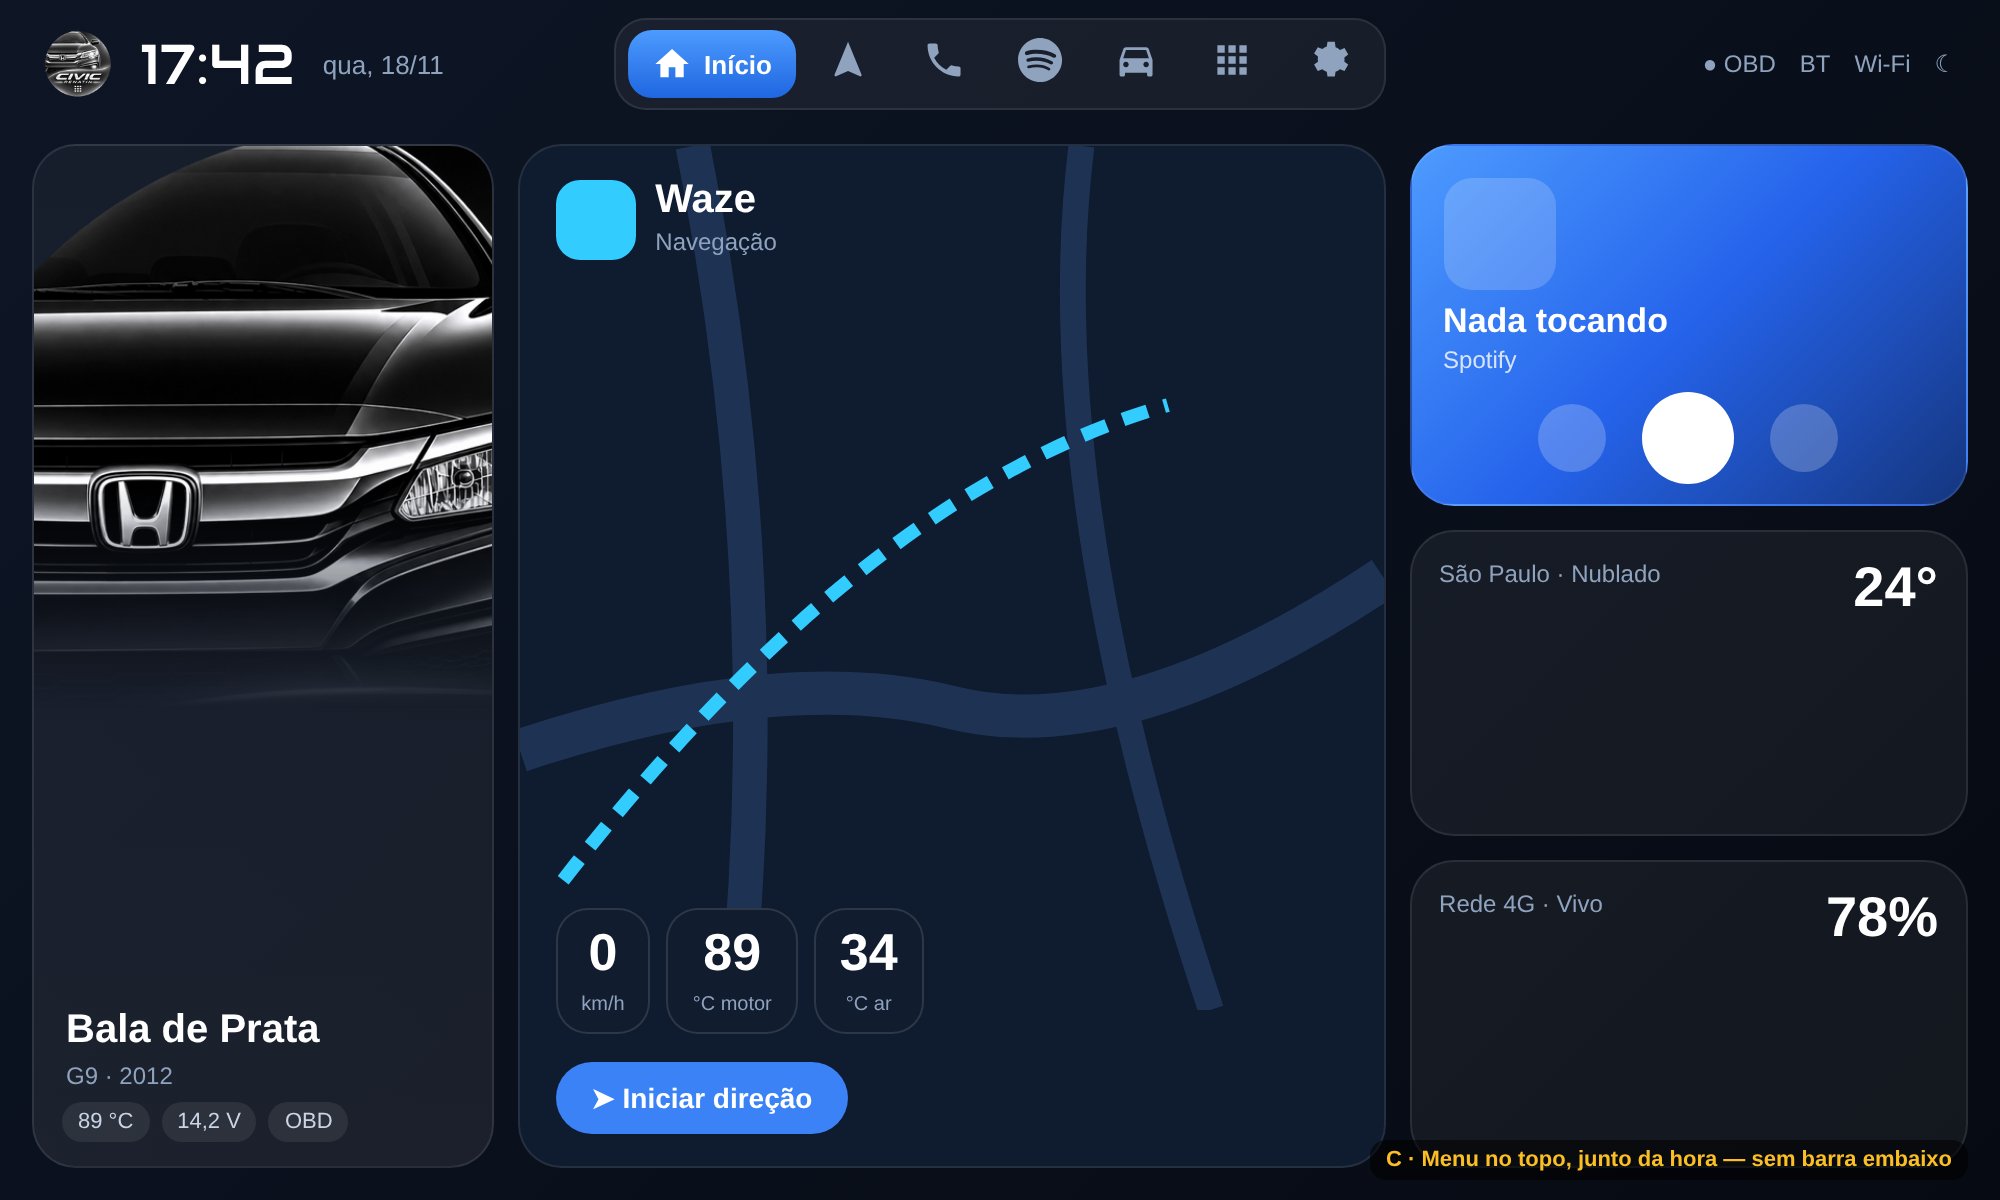 CIVIC
17:42
qua, 18/11
Início
OBD BT Wi-Fi
Waze
Navegação
Nada tocando
Spotify
São Paulo · Nublado
24°
Rede 4G · Vivo
78%
0
km/h
89
°C motor
34
°C ar
➤ Iniciar direção
Bala de Prata
G9 · 2012
89 °C
14,2 V
OBD
C · Menu no topo, junto da hora — sem barra embaixo